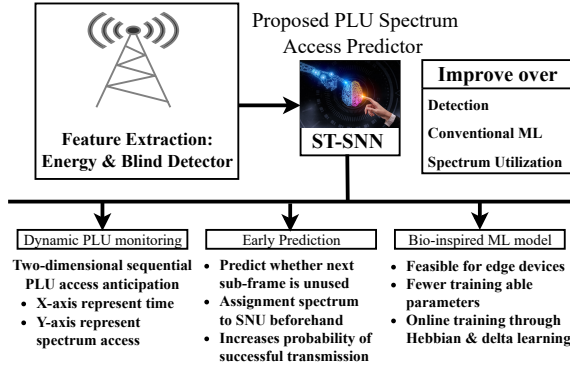 Proposed PLU Spectrum
Access Predictor
Feature Extraction:
Energy & Blind Detector
ST-SNN
Improve over
Detection
Conventional ML
Spectrum Utilization
Dynamic PLU monitoring
Two-dimensional sequential
PLU access anticipation
• X-axis represent time
• Y-axis represent
spectrum access
Early Prediction
• Predict whether next
sub-frame is unused
• Assignment spectrum
to SNU beforehand
• Increases probability of
successful transmission
Bio-inspired ML model
• Feasible for edge devices
• Fewer training able
parameters
• Online training through
Hebbian & delta learning